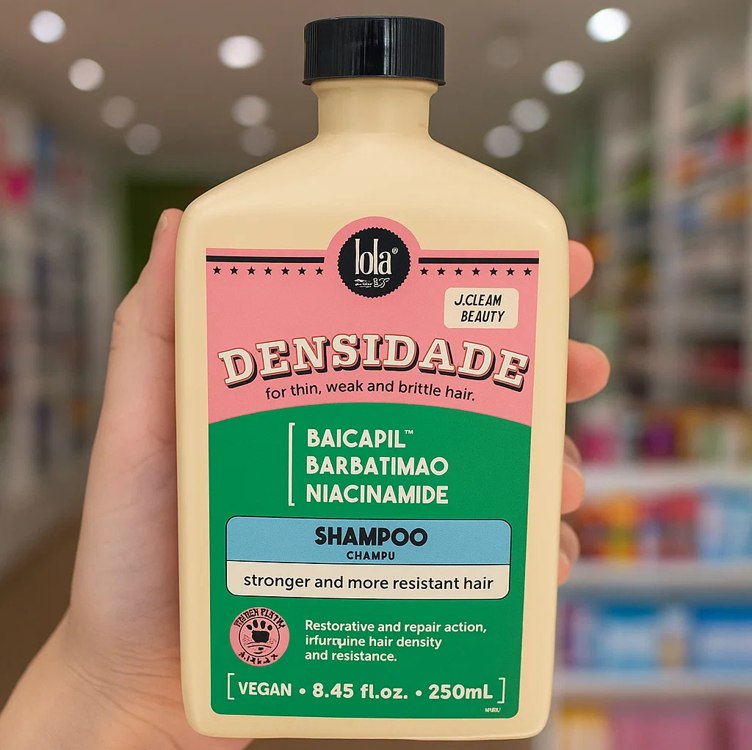 lola®
J.CLEAM
BEAUTY
DENSIDADE
for thin, weak and brittle hair.
BAICAPIL™
BARBATIMAO
NIACINAMIDE
SHAMPOO
CHAMPU
stronger and more resistant hair
Restorative and repair action,
hair density
and resistance.
[VEGAN • 8.45 fl.oz. • 250mL]